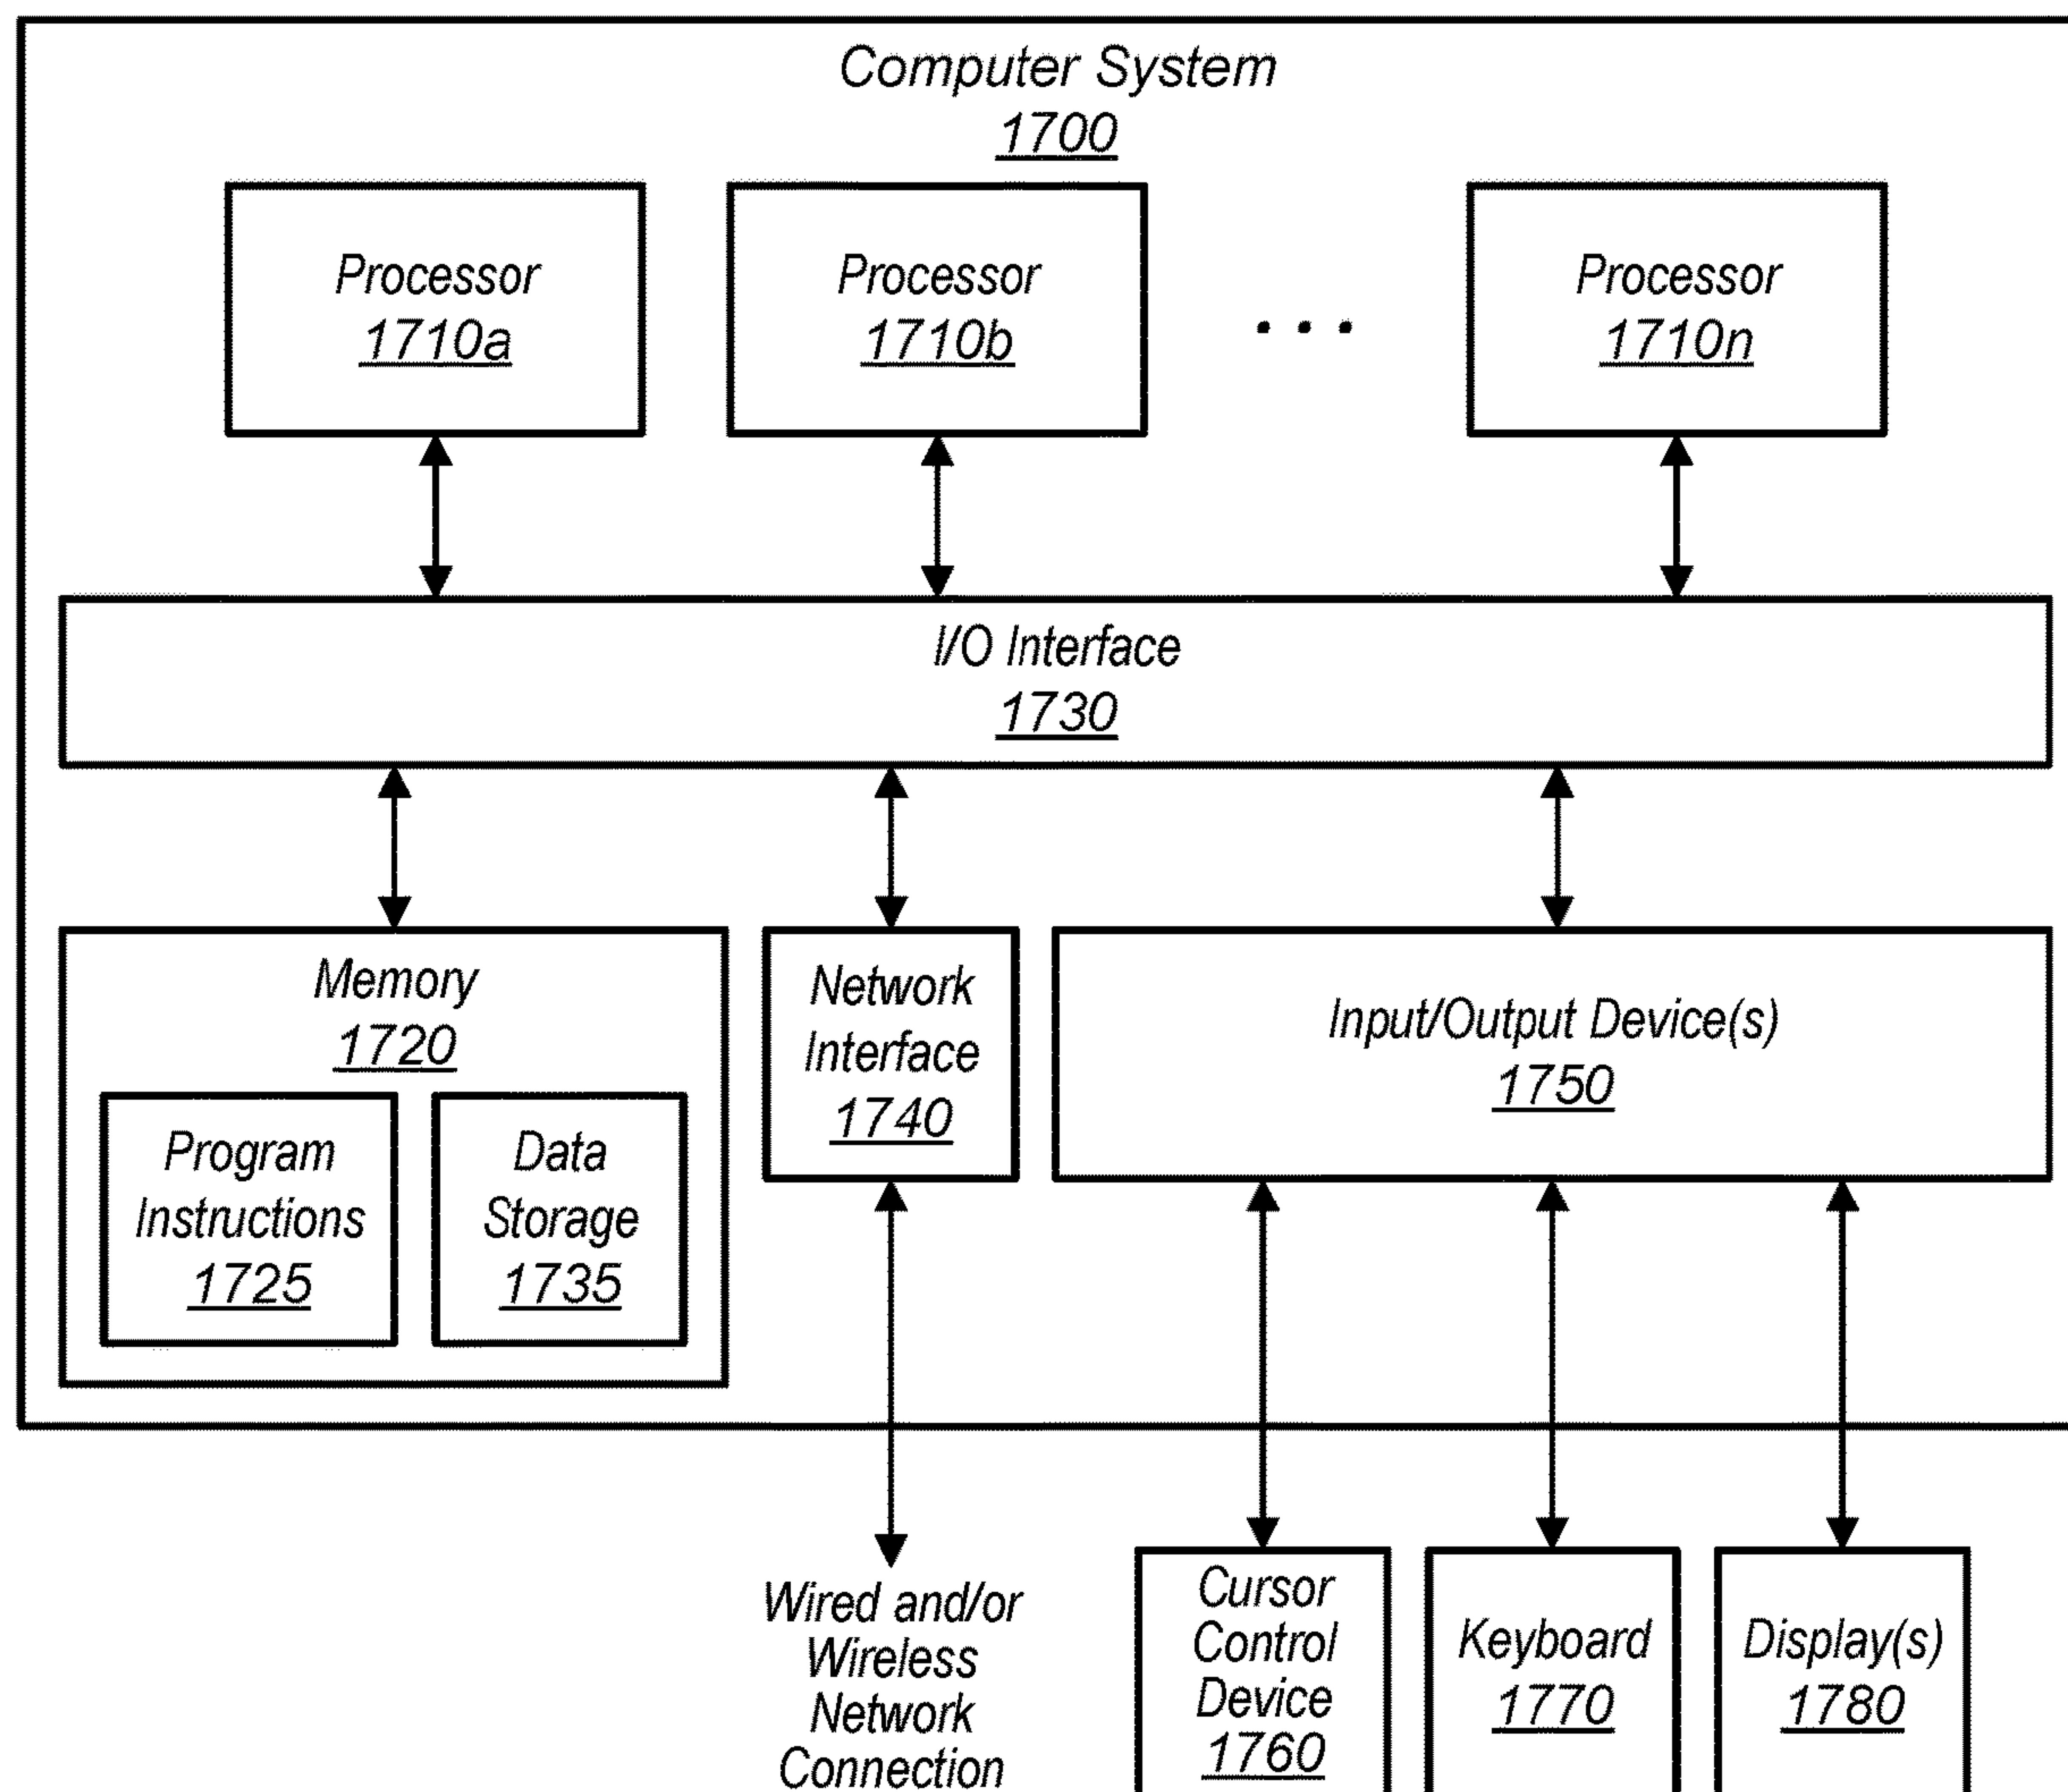 Computer System
1700
Processor
1710a
Processor
1710b
. . .
Processor
1710n
I/O Interface
1730
Memory
1720
Program
Instructions
1725
Data
Storage
1735
Network
Interface
1740
Input/Output Device(s)
1750
Wired and/or
Wireless
Network
Connection
Cursor
Control
Device
1760
Keyboard
1770
Display(s)
1780